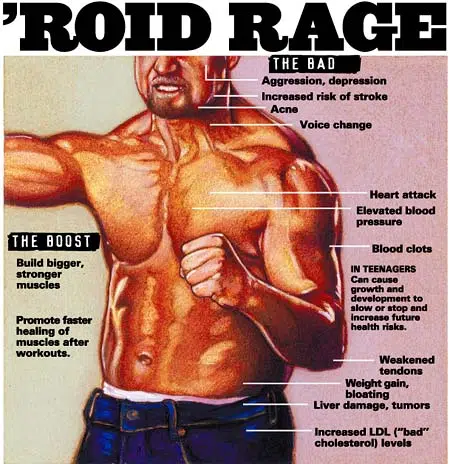 'ROID RAGE
THE BAD
Aggression, depression
Increased risk of stroke
Acne
Voice change
Heart attack
Elevated blood
pressure
Blood clots
THE BOOST
Build bigger,
stronger
muscles
Promote faster
healing of
muscles after
workouts.
IN TEENAGERS
Can cause
growth and
development to
slow or stop and
increase future
health risks.
Weakened
tendons
Weight gain,
bloating
Liver damage, tumors
Increased LDL ("bad"
cholesterol) levels